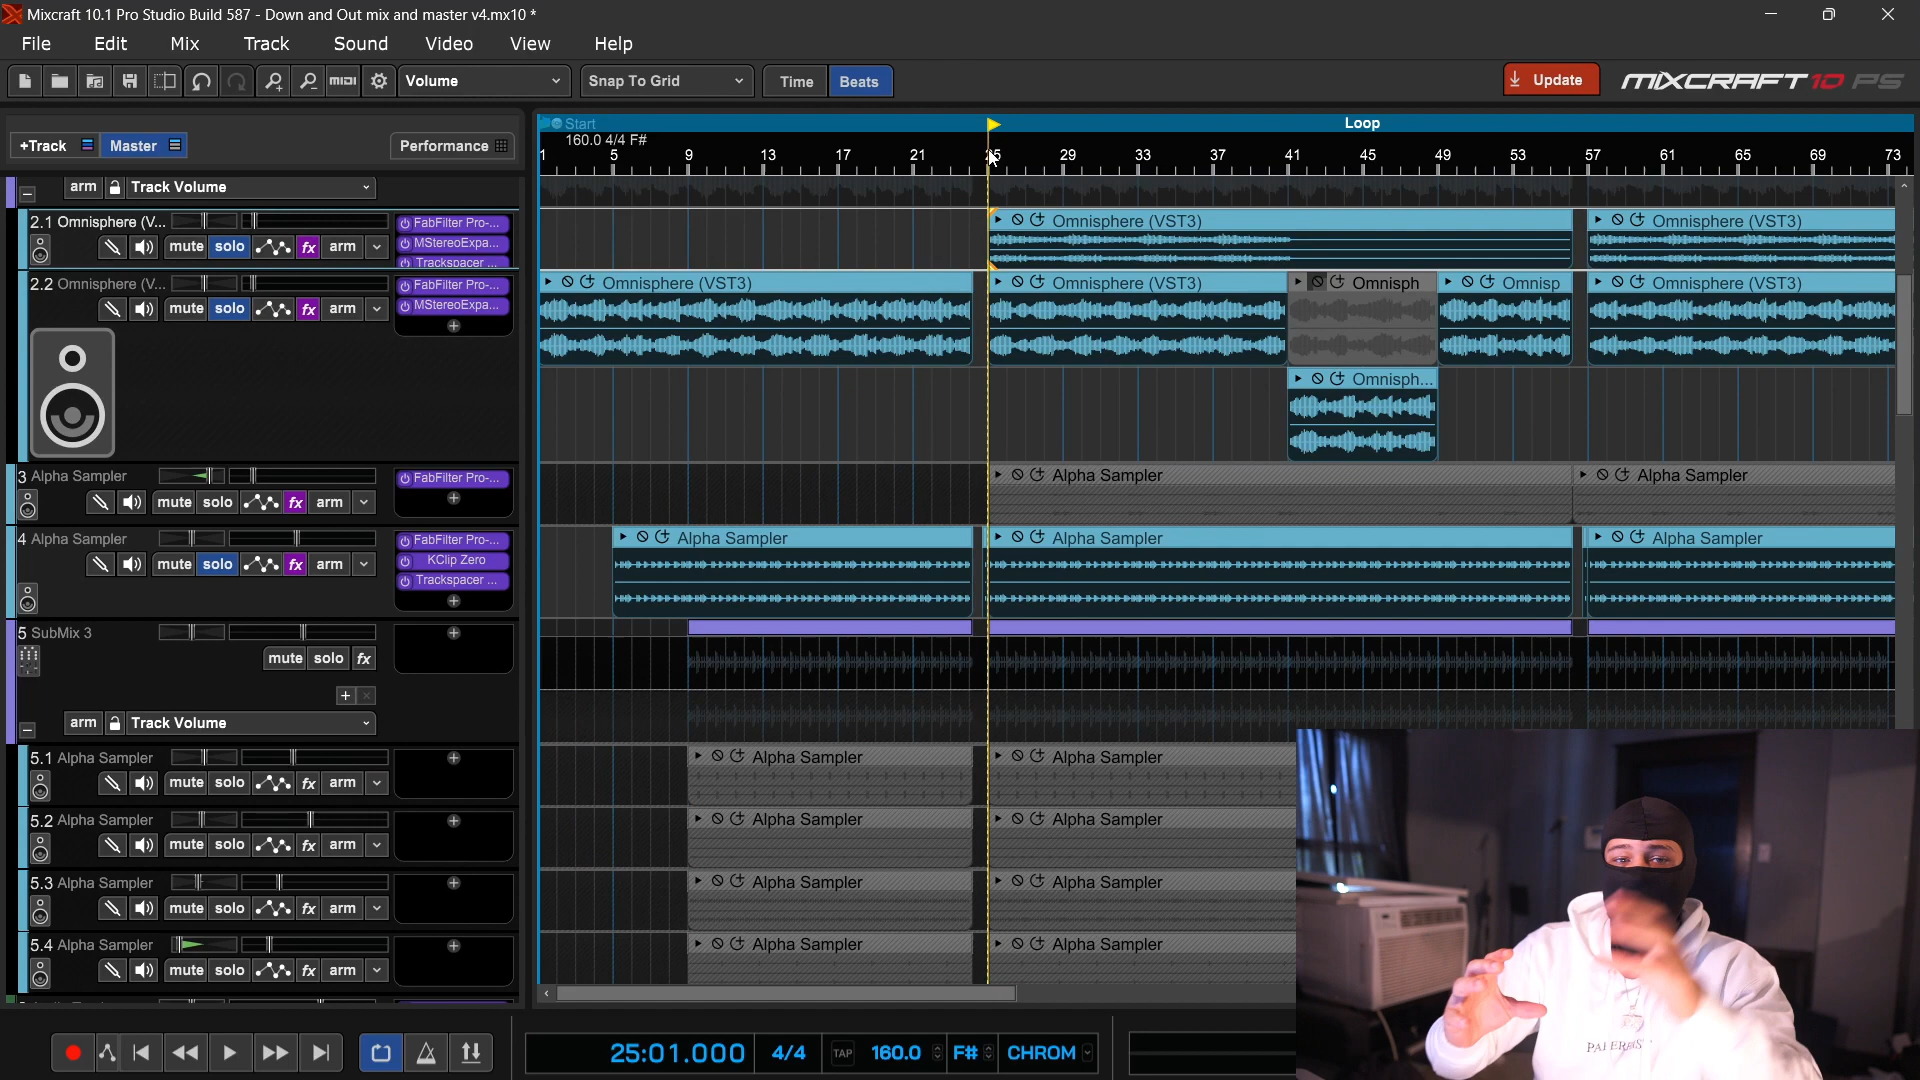 Mixcraft 10.1 Pro Studio Build 587 - Down and Out mix and master v4.mx10 *
File Edit Mix Track Sound Video View Help
MIDI Volume Snap To Grid Time Beats Update MIXCRAFT 10 PS
+Track Master Performance
Start Loop
160.0 4/4 F#
1 5 9 13 17 21 25 29 33 37 41 45 49 53 57 61 65 69 73
arm Track Volume
2.1 Omnisphere (V... FabFilter Pro-... Omnisphere (VST3) Omnisphere (VST3)
mute solo fx arm MStereoExpa...
Trackspacer ...
2.2 Omnisphere (V... FabFilter Pro-... Omnisphere (VST3) Omnisphere (VST3) Omnisph Omnisp Omnisphere (VST3)
mute solo fx arm MStereoExpa...
Omnisph...
3 Alpha Sampler FabFilter Pro-... Alpha Sampler Alpha Sampler
mute solo fx arm
4 Alpha Sampler FabFilter Pro-... Alpha Sampler Alpha Sampler Alpha Sampler
mute solo fx arm KClip Zero
Trackspacer ...
5 SubMix 3
mute solo fx
arm Track Volume
5.1 Alpha Sampler Alpha Sampler Alpha Sampler
mute solo fx arm
5.2 Alpha Sampler Alpha Sampler Alpha Sampler
mute solo fx arm
5.3 Alpha Sampler Alpha Sampler Alpha Sampler
mute solo fx arm
5.4 Alpha Sampler Alpha Sampler Alpha Sampler
mute solo fx arm
25:01.000 4/4 TAP 160.0 F# CHROM